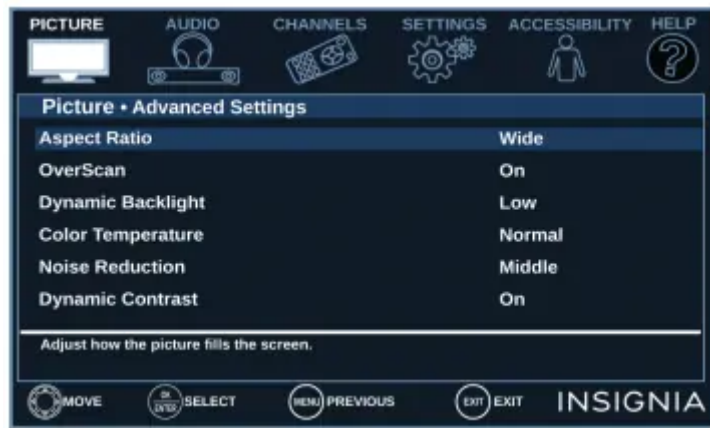 PICTURE AUDIO CHANNELS SETTINGS ACCESSIBILITY HELP
Picture • Advanced Settings
Aspect Ratio Wide
OverScan On
Dynamic Backlight Low
Color Temperature Normal
Noise Reduction Middle
Dynamic Contrast On
Adjust how the picture fills the screen.
MOVE OK ENTER SELECT MENU PREVIOUS EXIT EXIT INSIGNIA